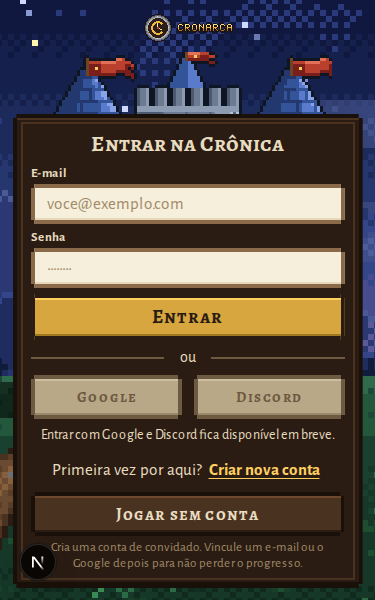 CRONARCA
Entrar na Crônica
E-mail
voce@exemplo.com
Senha
········
Entrar
ou
Google
Discord
Entrar com Google e Discord fica disponível em breve.
Primeira vez por aqui? Criar nova conta
Jogar sem conta
Cria uma conta de convidado. Vincule um e-mail ou o
Google depois para não perder o progresso.
N